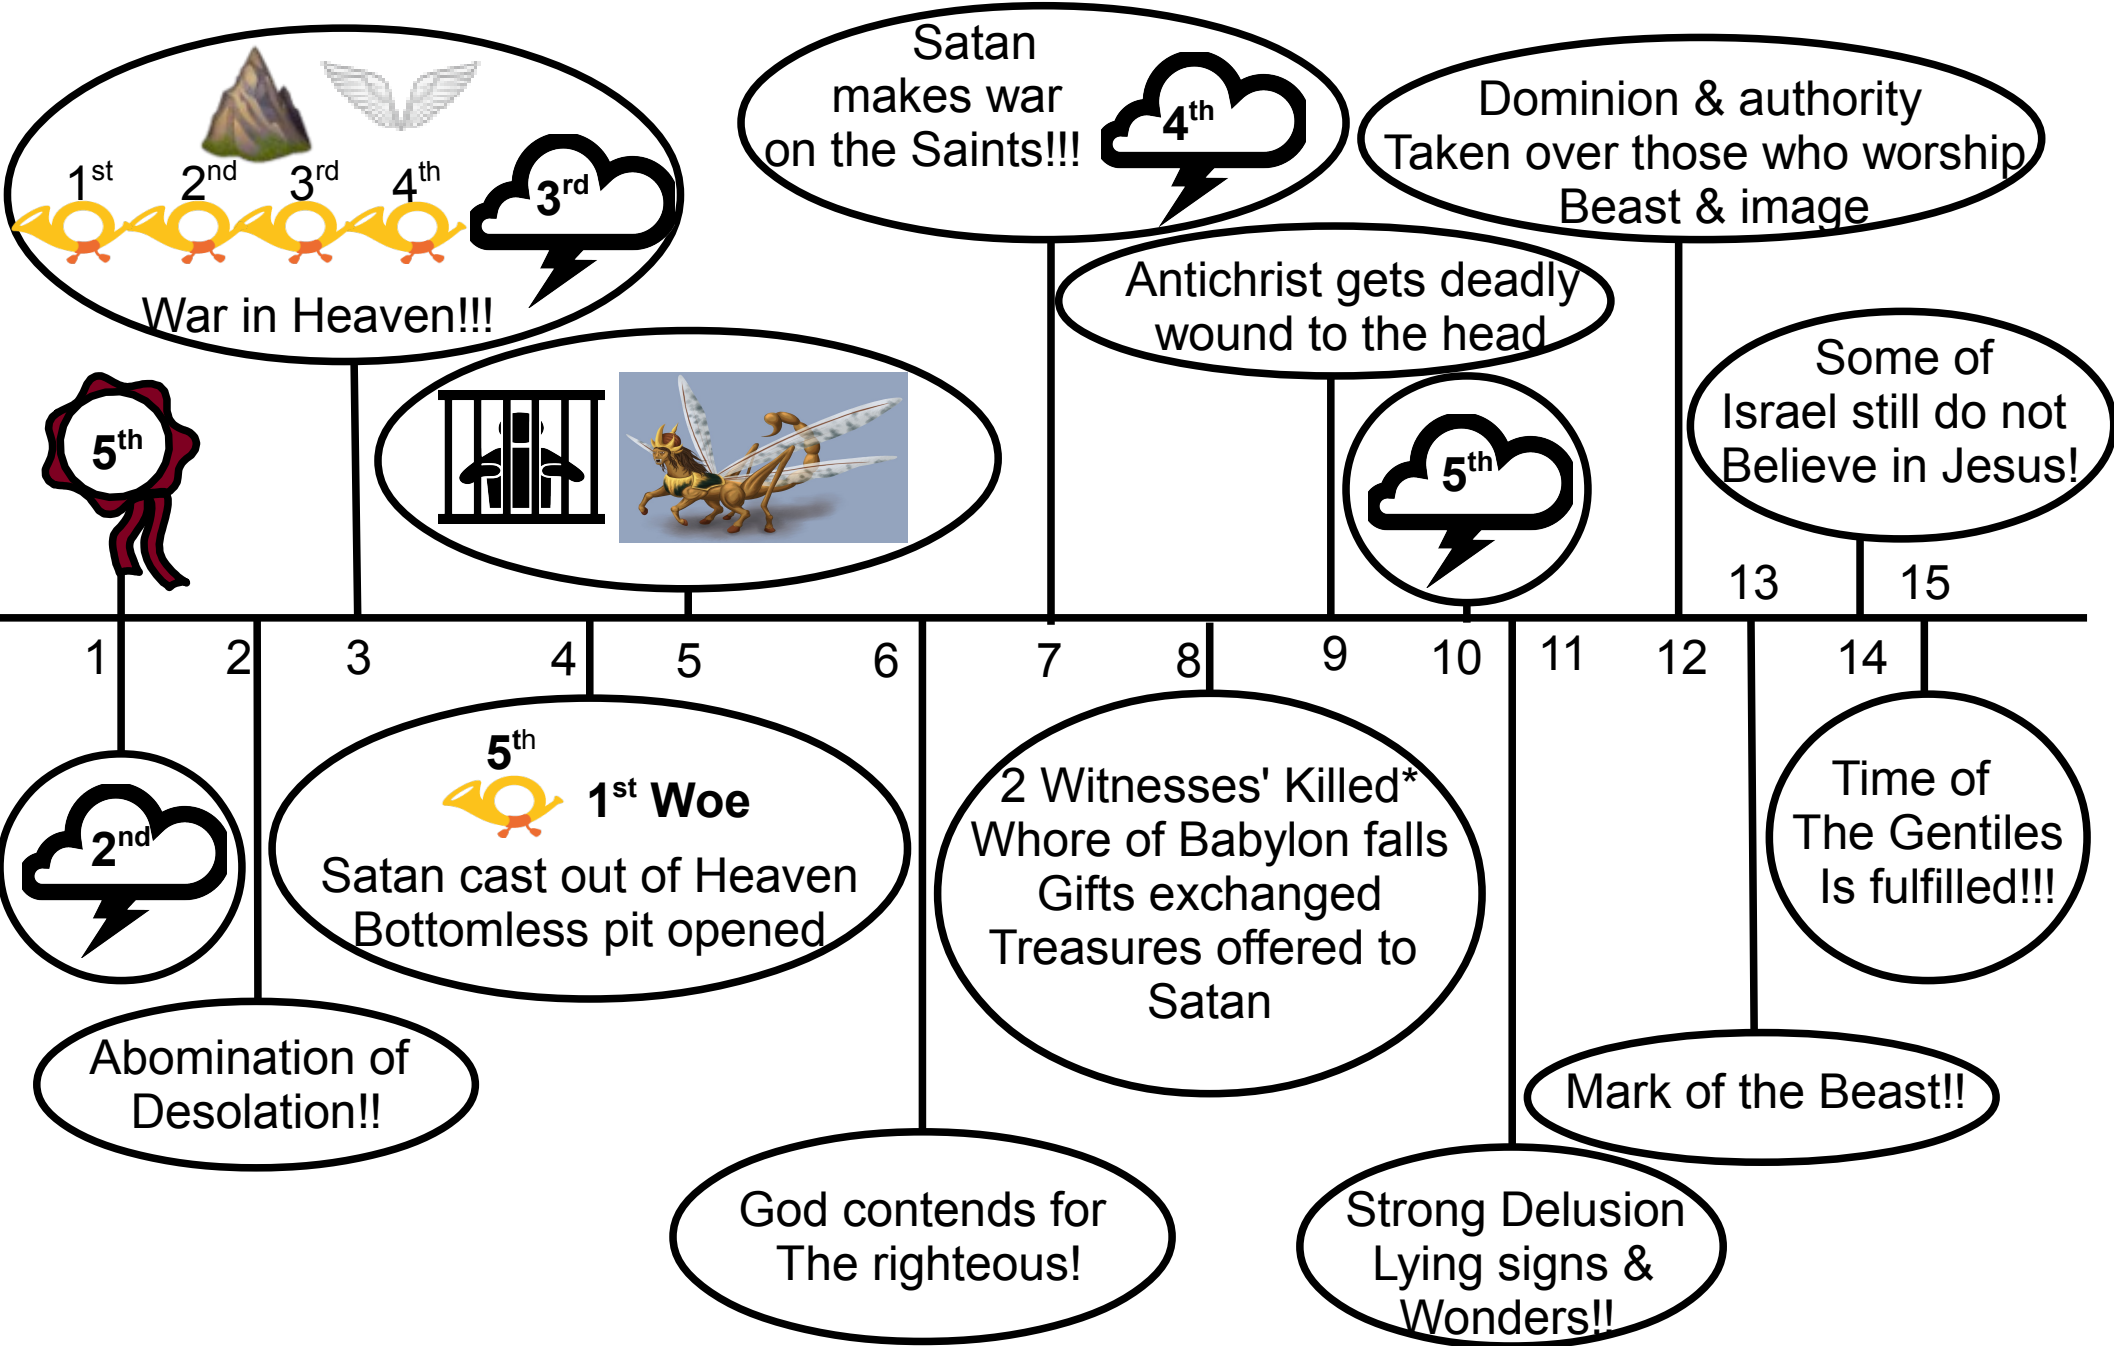 1st 2nd 3rd 4th
3rd
War in Heaven!!!
Satan
makes war
on the Saints!!!
4th
Dominion & authority
Taken over those who worship
Beast & image
Antichrist gets deadly
wound to the head
5th
5th
Some of
Israel still do not
Believe in Jesus!
13 15
1 2 3 4 5 6 7 8 9 10 11 12 14
2nd
Abomination of
Desolation!!
5th
1st Woe
Satan cast out of Heaven
Bottomless pit opened
God contends for
The righteous!
2 Witnesses' Killed*
Whore of Babylon falls
Gifts exchanged
Treasures offered to
Satan
Strong Delusion
Lying signs &
Wonders!!
Mark of the Beast!!
Time of
The Gentiles
Is fulfilled!!!